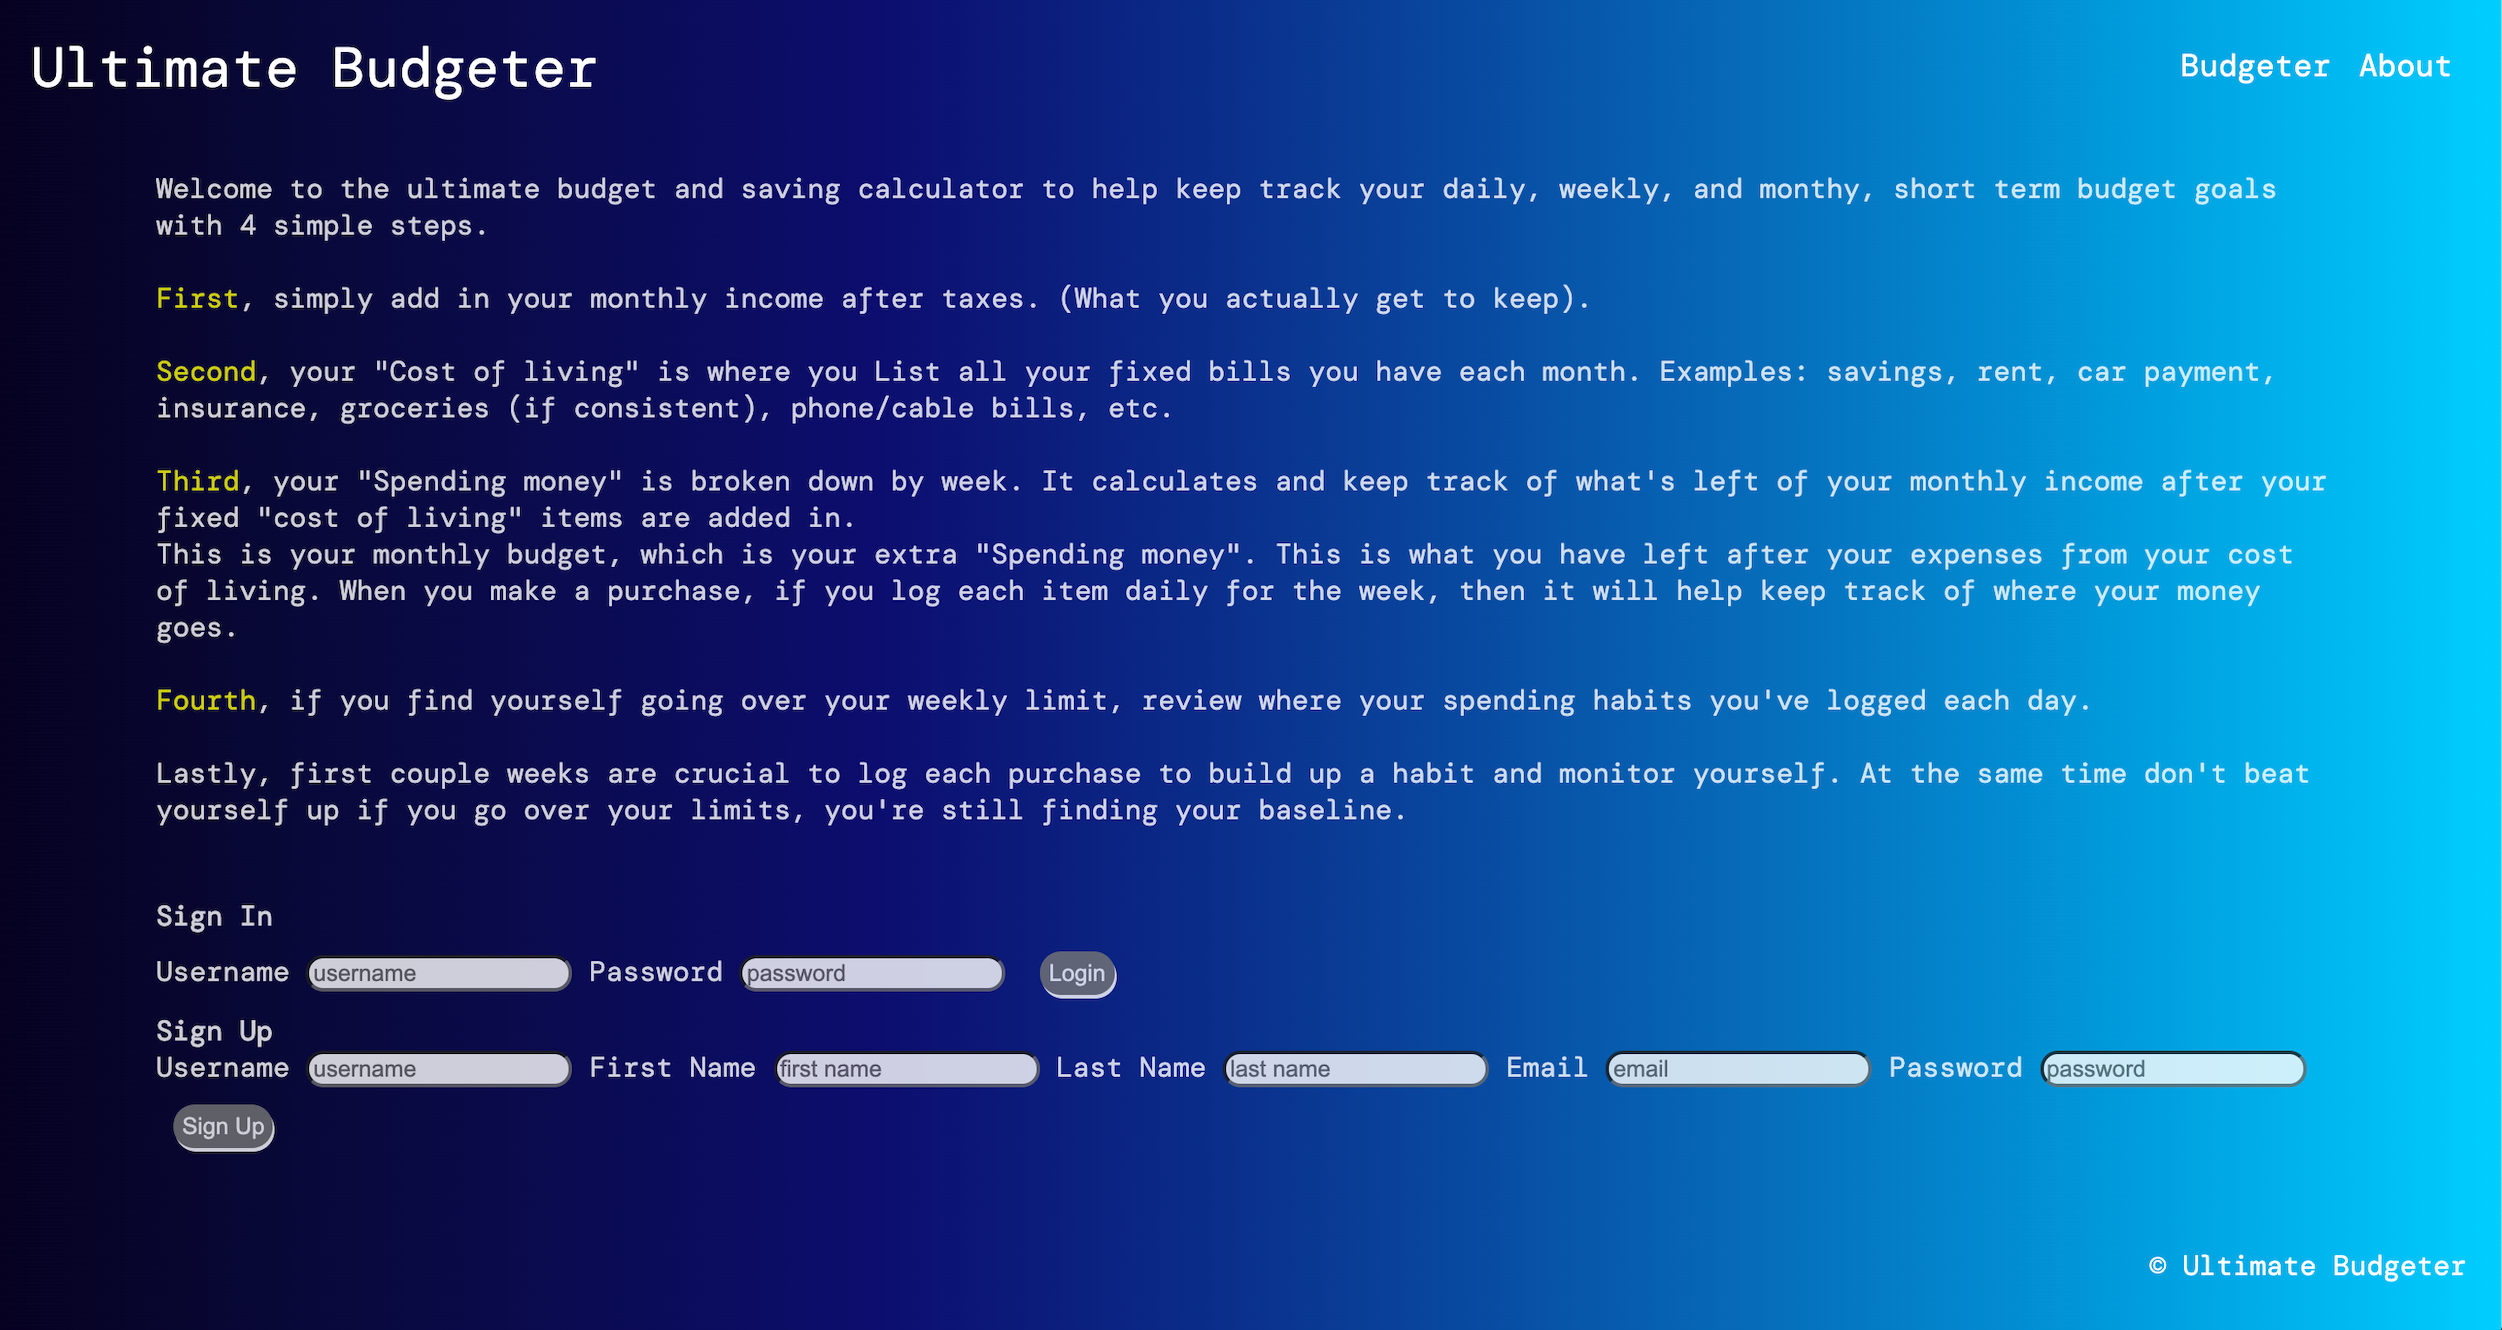 Ultimate Budgeter
Budgeter About
Welcome to the ultimate budget and saving calculator to help keep track your daily, weekly, and monthy, short term budget goals
with 4 simple steps.
First, simply add in your monthly income after taxes. (What you actually get to keep).
Second, your "Cost of living" is where you List all your fixed bills you have each month. Examples: savings, rent, car payment,
insurance, groceries (if consistent), phone/cable bills, etc.
Third, your "Spending money" is broken down by week. It calculates and keep track of what's left of your monthly income after your
fixed "cost of living" items are added in.
This is your monthly budget, which is your extra "Spending money". This is what you have left after your expenses from your cost
of living. When you make a purchase, if you log each item daily for the week, then it will help keep track of where your money
goes.
Fourth, if you find yourself going over your weekly limit, review where your spending habits you've logged each day.
Lastly, first couple weeks are crucial to log each purchase to build up a habit and monitor yourself. At the same time don't beat
yourself up if you go over your limits, you're still finding your baseline.
Sign In
Username username Password password Login
Sign Up
Username username First Name first name Last Name last name Email email Password password
Sign Up
© Ultimate Budgeter